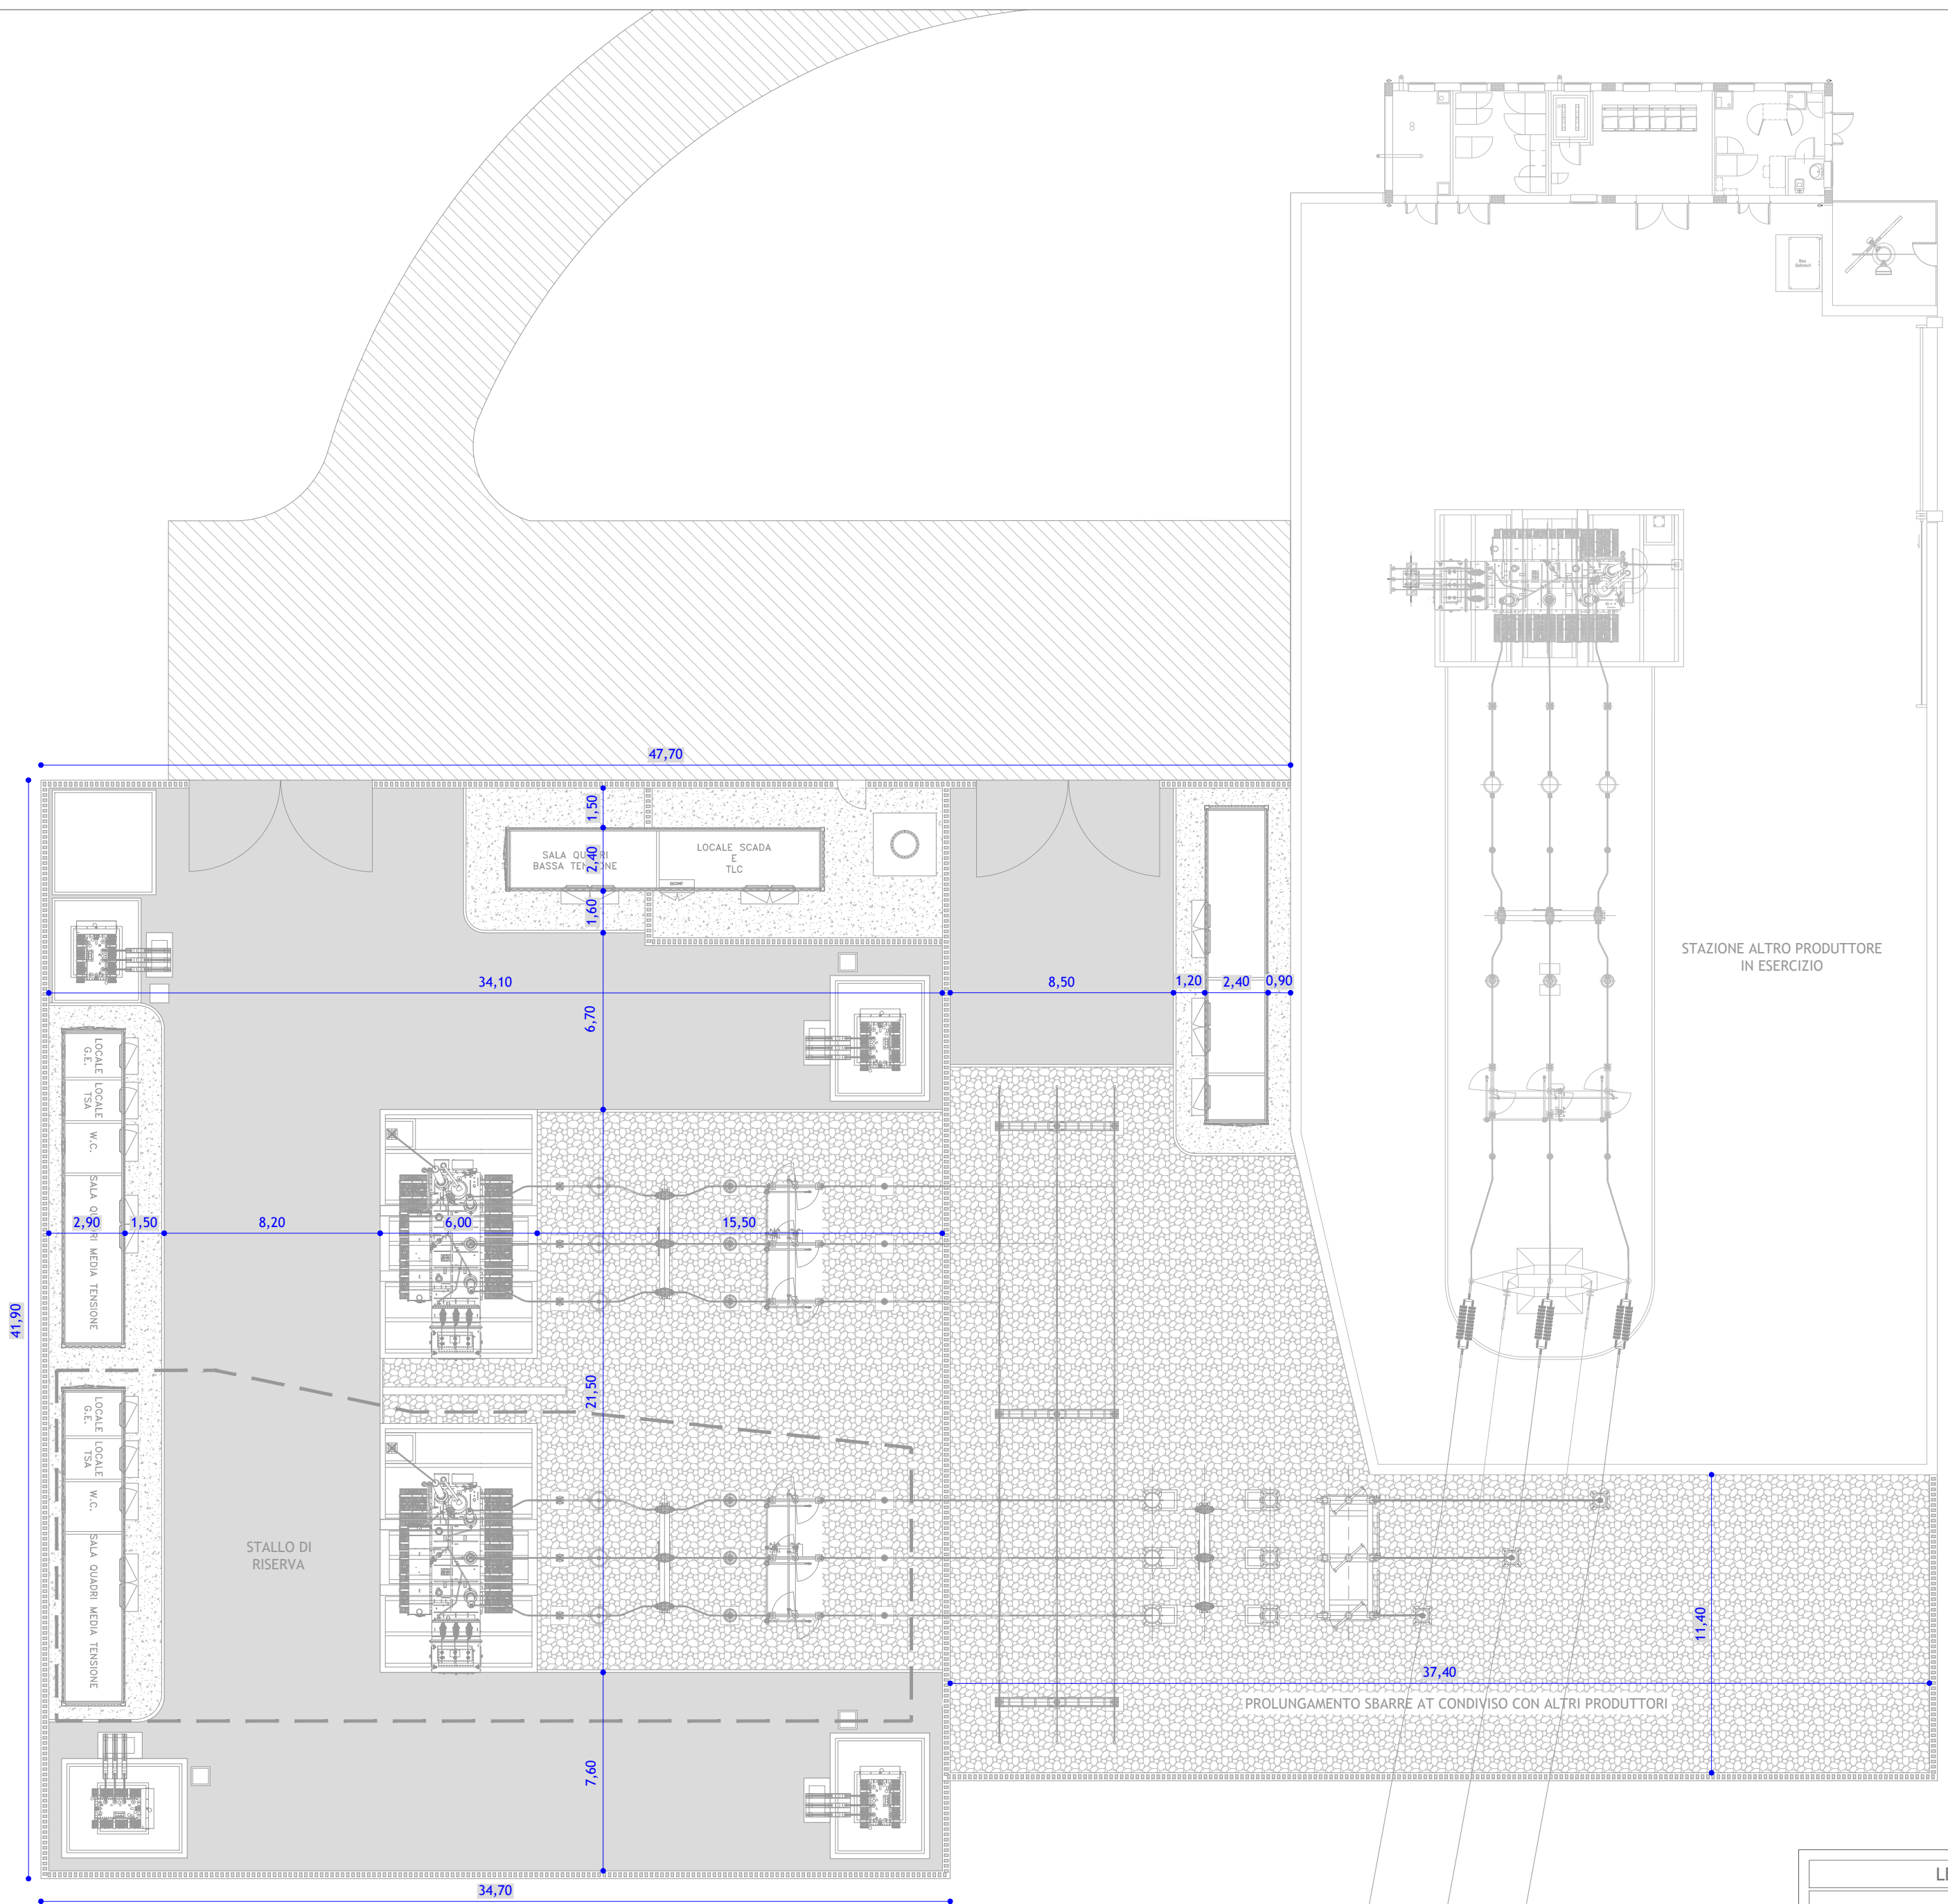 47,70
1,50
SALA QUADRI
BASSA TENSIONE
2,40
LOCALE SCADA
E
TLC
1,60
STAZIONE ALTRO PRODUTTORE
IN ESERCIZIO
34,10
8,50
1,20
2,40
0,90
6,70
LOCALE
G.E.
LOCALE
TSA
W.C.
SALA QUADRI MEDIA TENSIONE
2,90
1,50
8,20
6,00
15,50
41,90
21,50
LOCALE
G.E.
LOCALE
TSA
W.C.
SALA QUADRI MEDIA TENSIONE
STALLO DI
RISERVA
11,40
37,40
PROLUNGAMENTO SBARRE AT CONDIVISO CON ALTRI PRODUTTORI
7,60
34,70